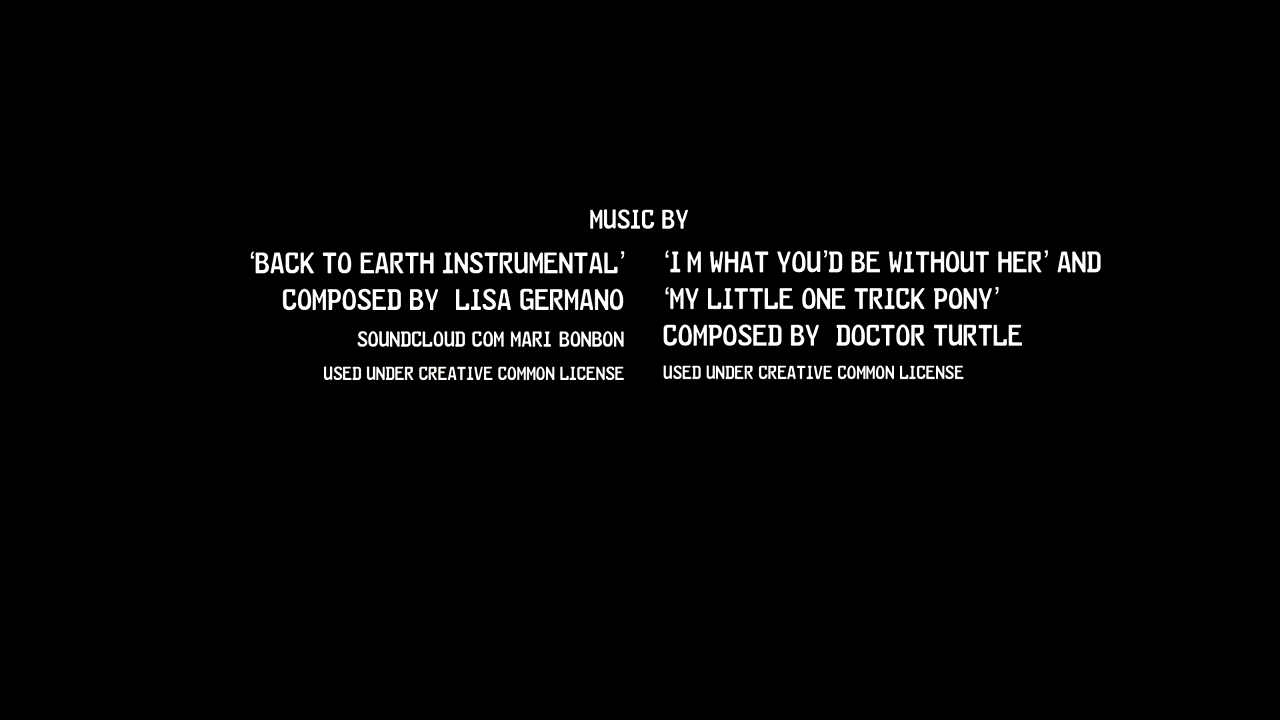 MUSIC BY
‘BACK TO EARTH INSTRUMENTAL’
COMPOSED BY LISA GERMANO
SOUNDCLOUD COM MARI BONBON
USED UNDER CREATIVE COMMON LICENSE
‘I M WHAT YOU’D BE WITHOUT HER’ AND
‘MY LITTLE ONE TRICK PONY’
COMPOSED BY DOCTOR TURTLE
USED UNDER CREATIVE COMMON LICENSE